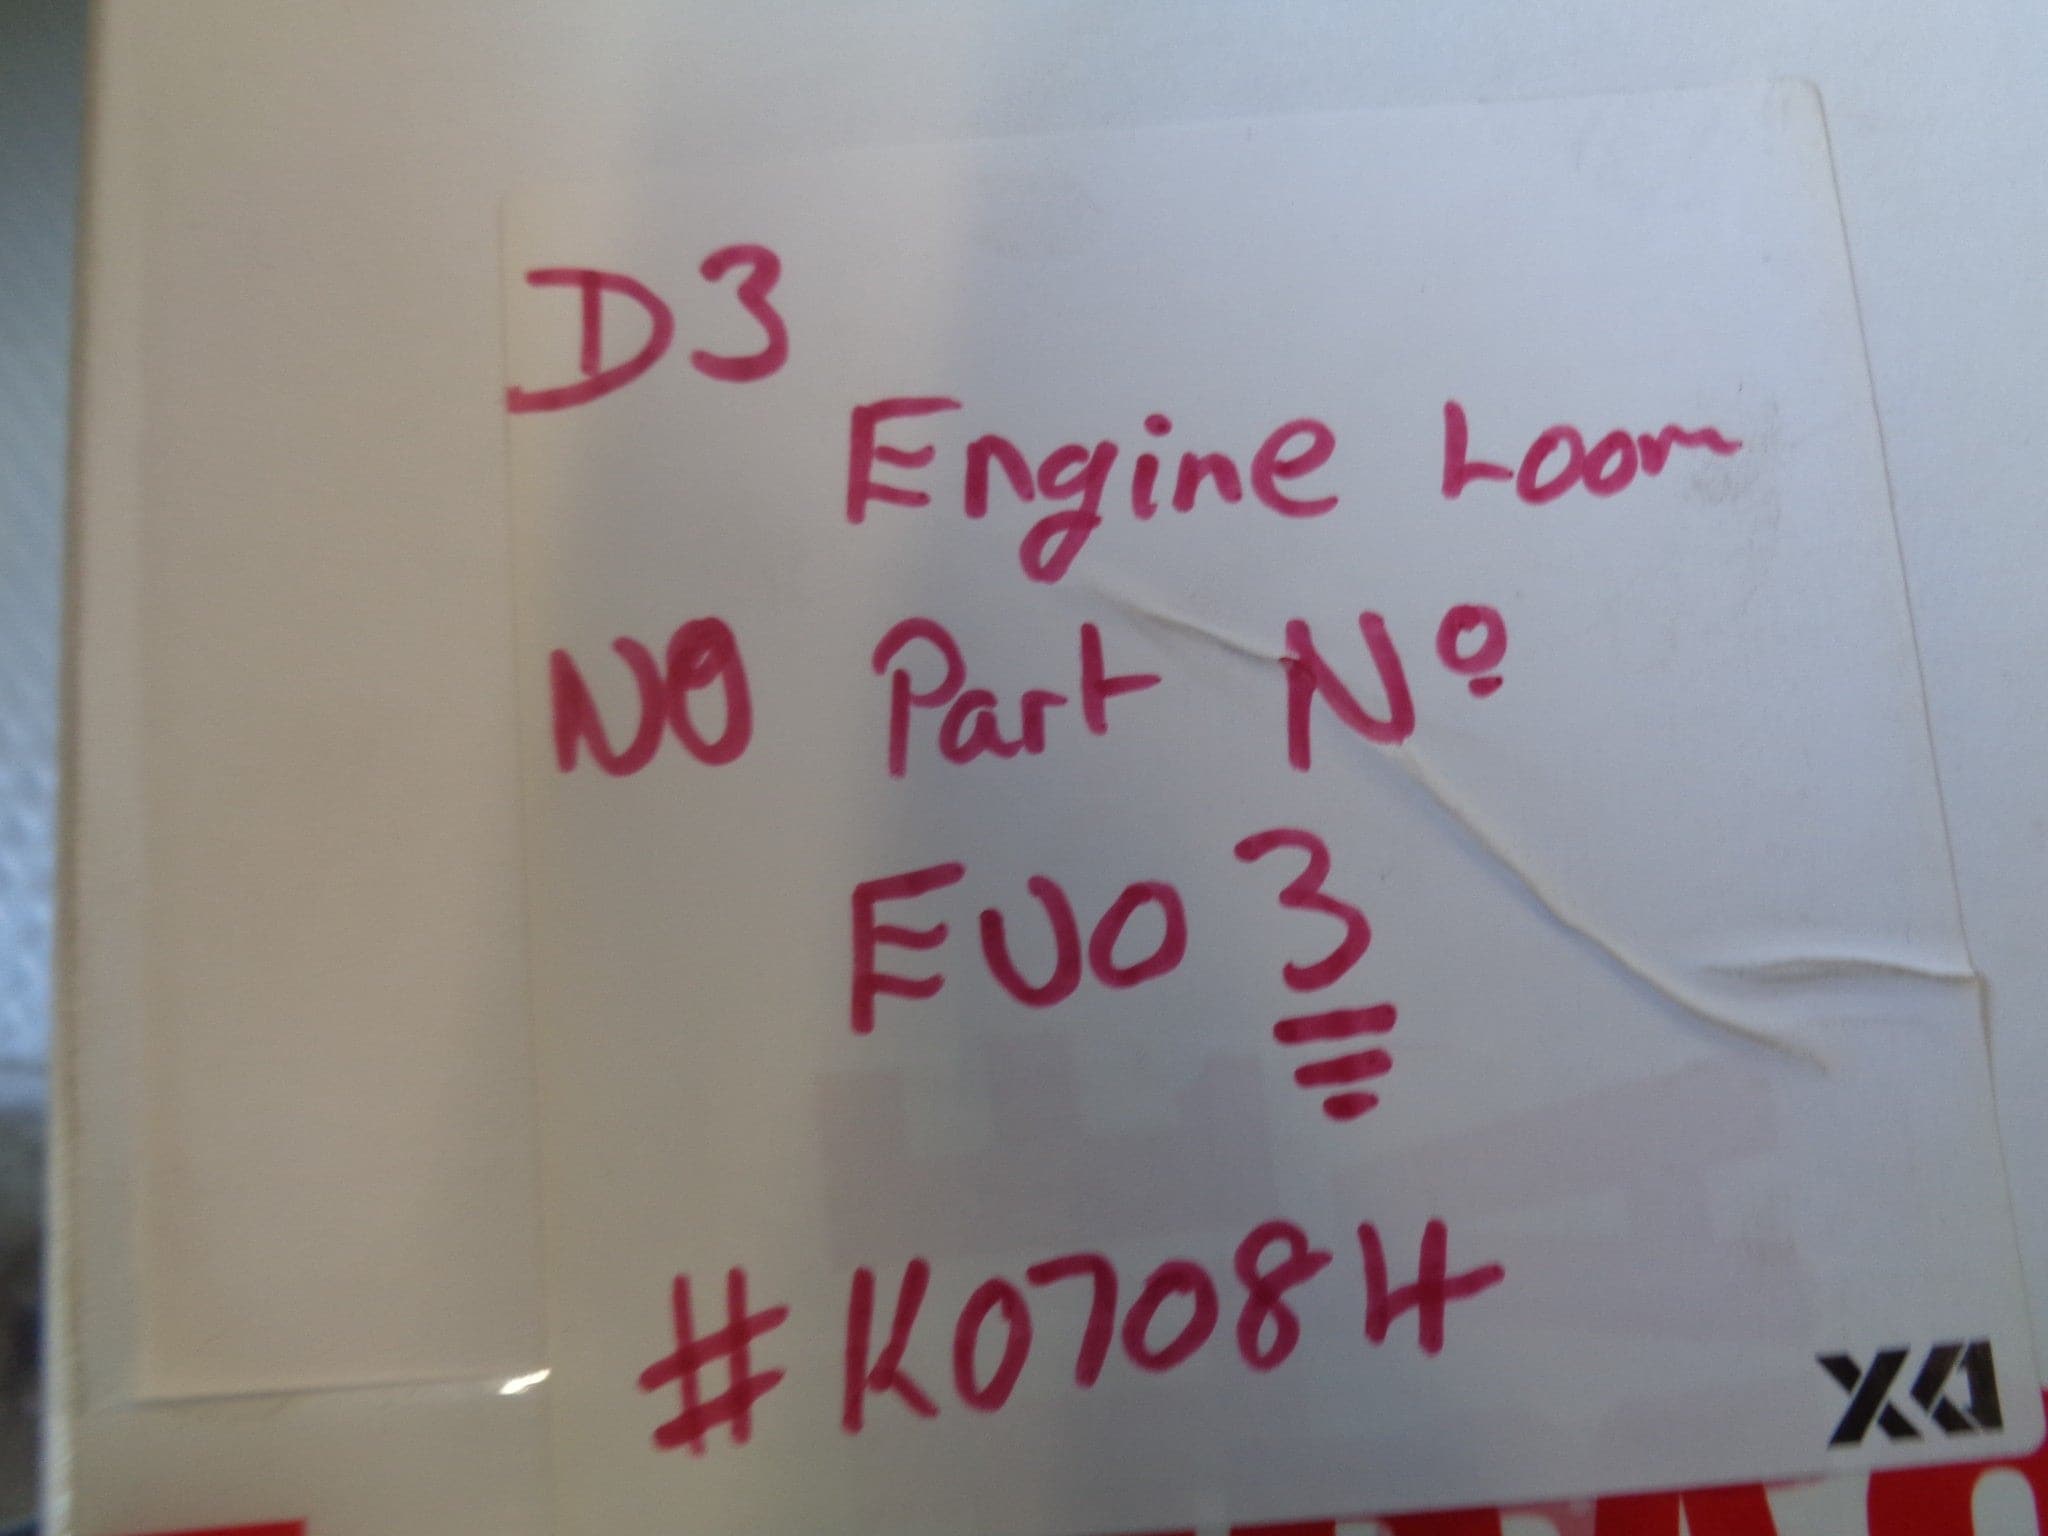 D3
Engine Loom
NO Part Nº
EVO 3
#K07084